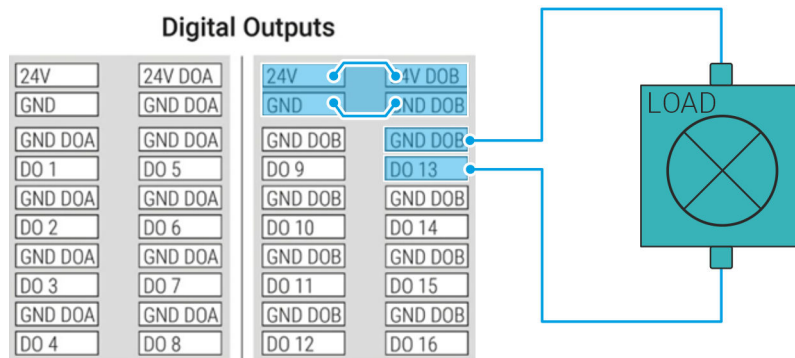 Digital Outputs
24V 24V DOA 24V 24V DOB
GND GND DOA GND GND DOB
GND DOA GND DOA GND DOB GND DOB
DO 1 DO 5 DO 9 DO 13
GND DOA GND DOA GND DOB GND DOB
DO 2 DO 6 DO 10 DO 14
GND DOA GND DOA GND DOB GND DOB
DO 3 DO 7 DO 11 DO 15
GND DOA GND DOA GND DOB GND DOB
DO 4 DO 8 DO 12 DO 16
LOAD